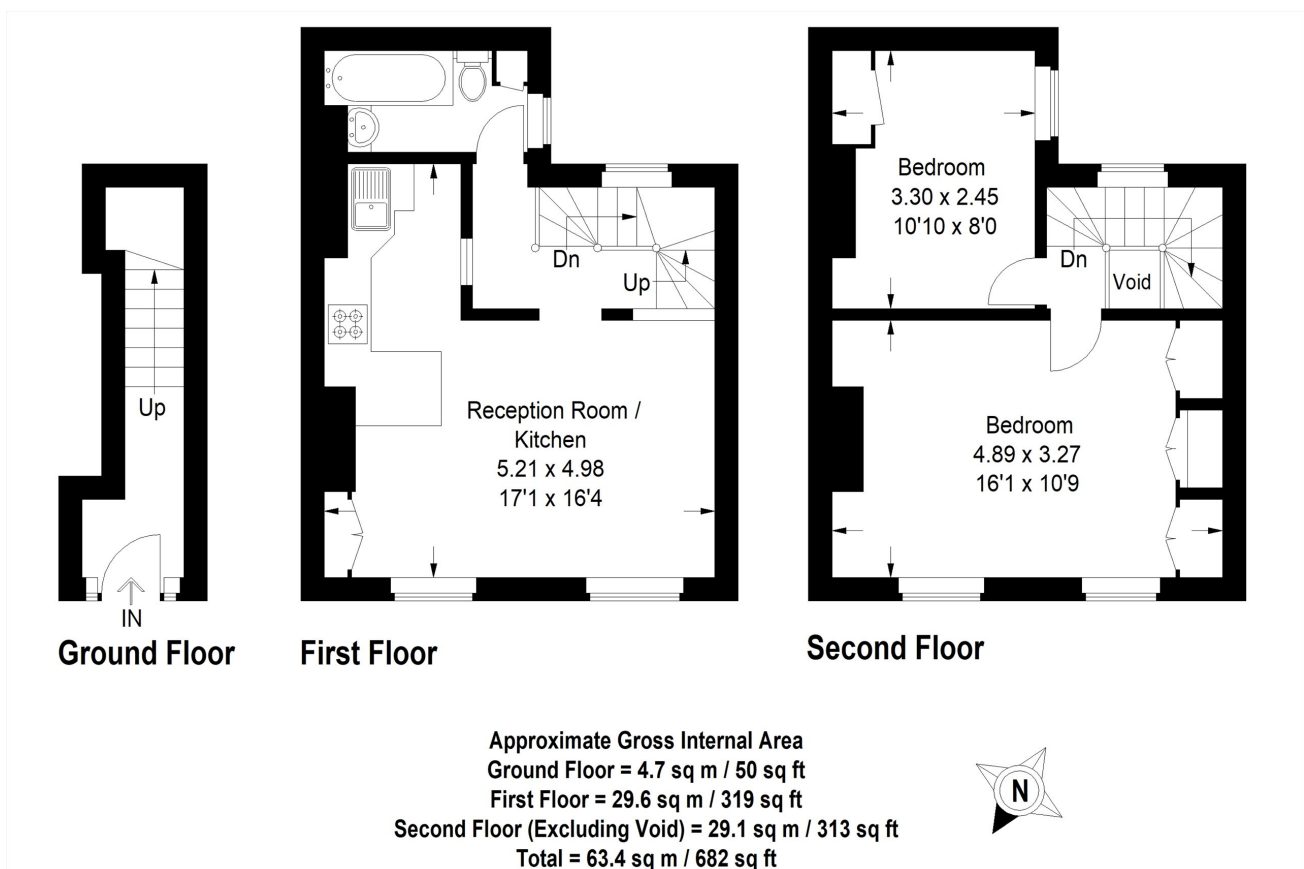 Up
IN
Ground Floor
Dn
Up
Reception Room /
Kitchen
5.21 x 4.98
17'1 x 16'4
First Floor
Bedroom
3.30 x 2.45
10'10 x 8'0
Dn
Void
Bedroom
4.89 x 3.27
16'1 x 10'9
Second Floor
Approximate Gross Internal Area
Ground Floor = 4.7 sq m / 50 sq ft
First Floor = 29.6 sq m / 319 sq ft
Second Floor (Excluding Void) = 29.1 sq m / 313 sq ft
Total = 63.4 sq m / 682 sq ft
N